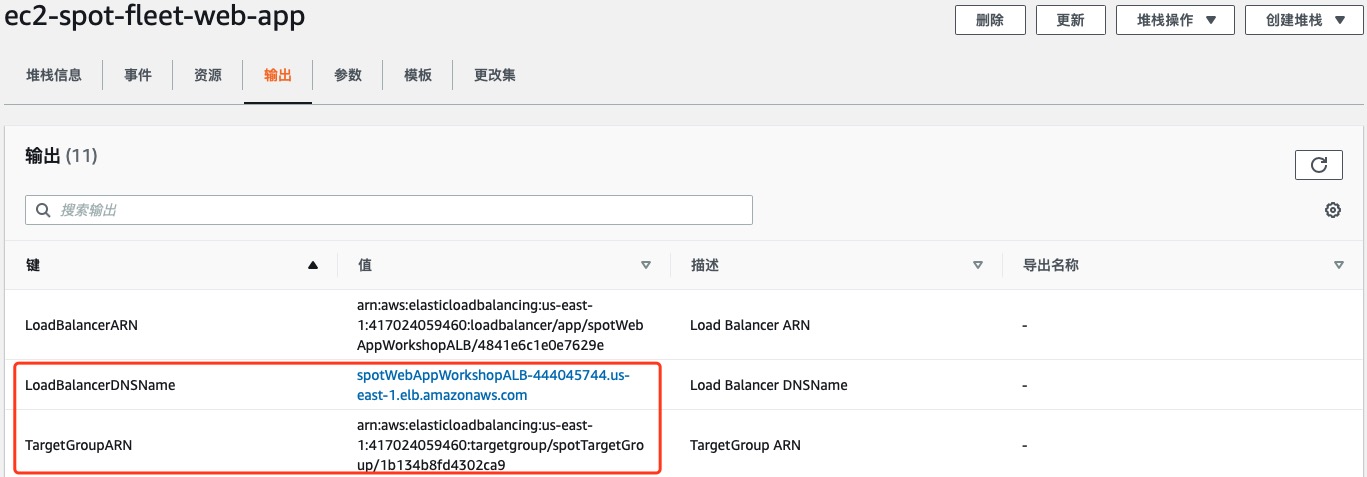 ec2-spot-fleet-web-app
删除 更新 堆栈操作 创建堆栈
堆栈信息 事件 资源 输出 参数 模板 更改集
输出 (11)
搜索输出
键 值 描述 导出名称
arn:aws:elasticloadbalancing:us-east-
LoadBalancerARN 1:417024059460:loadbalancer/app/spotWeb Load Balancer ARN -
AppWorkshopALB/4841e6c1e0e7629e
LoadBalancerDNSName spotWebAppWorkshopALB-444045744.us- Load Balancer DNSName -
east-1.elb.amazonaws.com
arn:aws:elasticloadbalancing:us-east-
TargetGroupARN 1:417024059460:targetgroup/spotTargetGro TargetGroup ARN -
up/1b134b8fd4302ca9